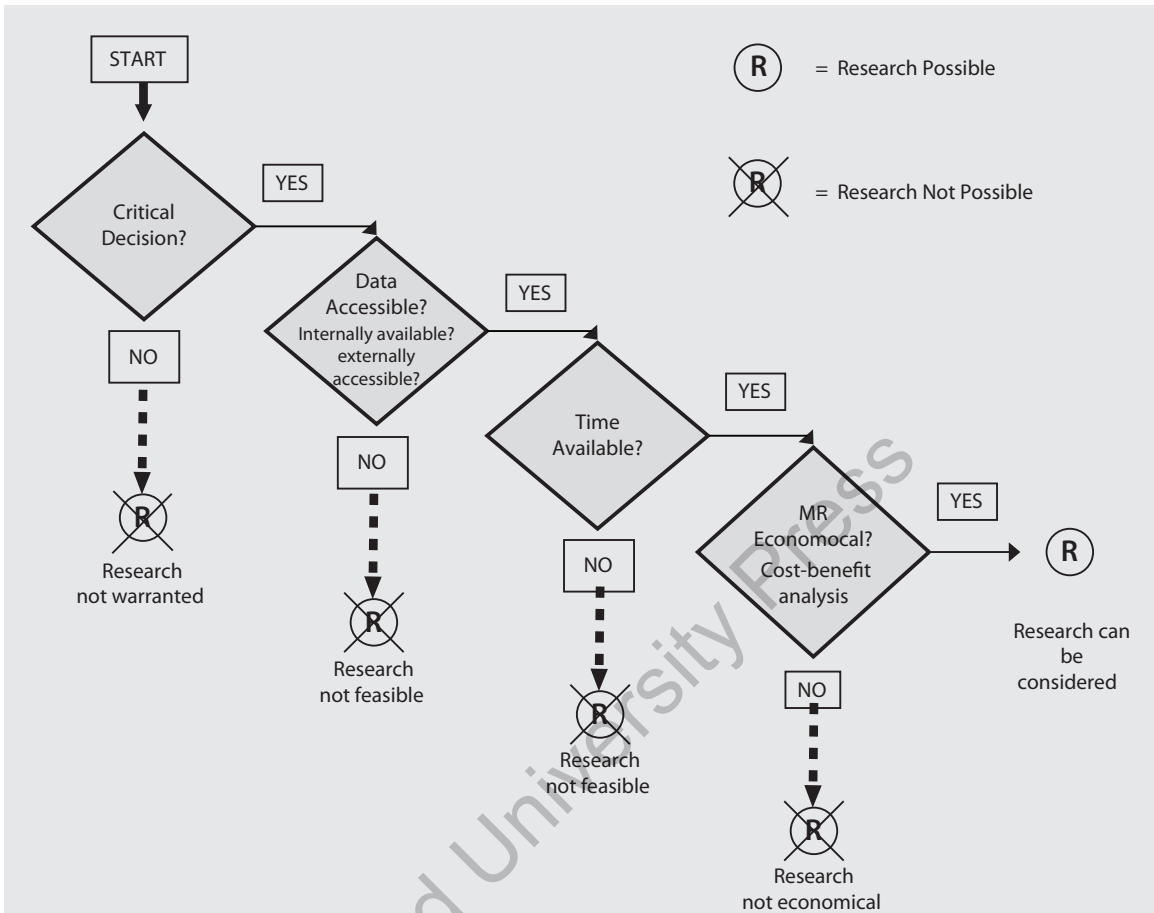 START
R
= Research Possible
R
= Research Not Possible
YES
Critical
Decision?
NO
R
Research
not warranted
YES
Data
Accessible?
Internally available?
externally
accessible?
NO
R
Research
not feasible
YES
Time
Available?
NO
R
Research
not feasible
YES
MR
Economocal?
Cost-benefit
analysis
R
Research can
be
considered
NO
R
Research
not economical
d University Press